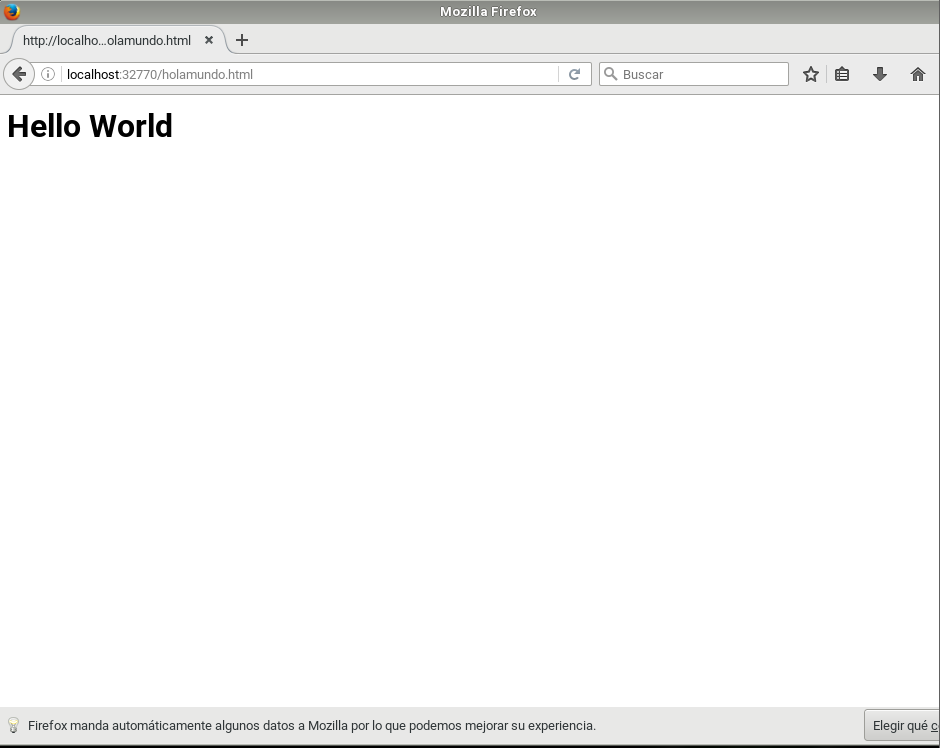 Mozilla Firefox
http://localho...olamundo.html
localhost:32770/holamundo.html
Buscar
Hello World
Firefox manda automáticamente algunos datos a Mozilla por lo que podemos mejorar su experiencia.
Elegir qué c